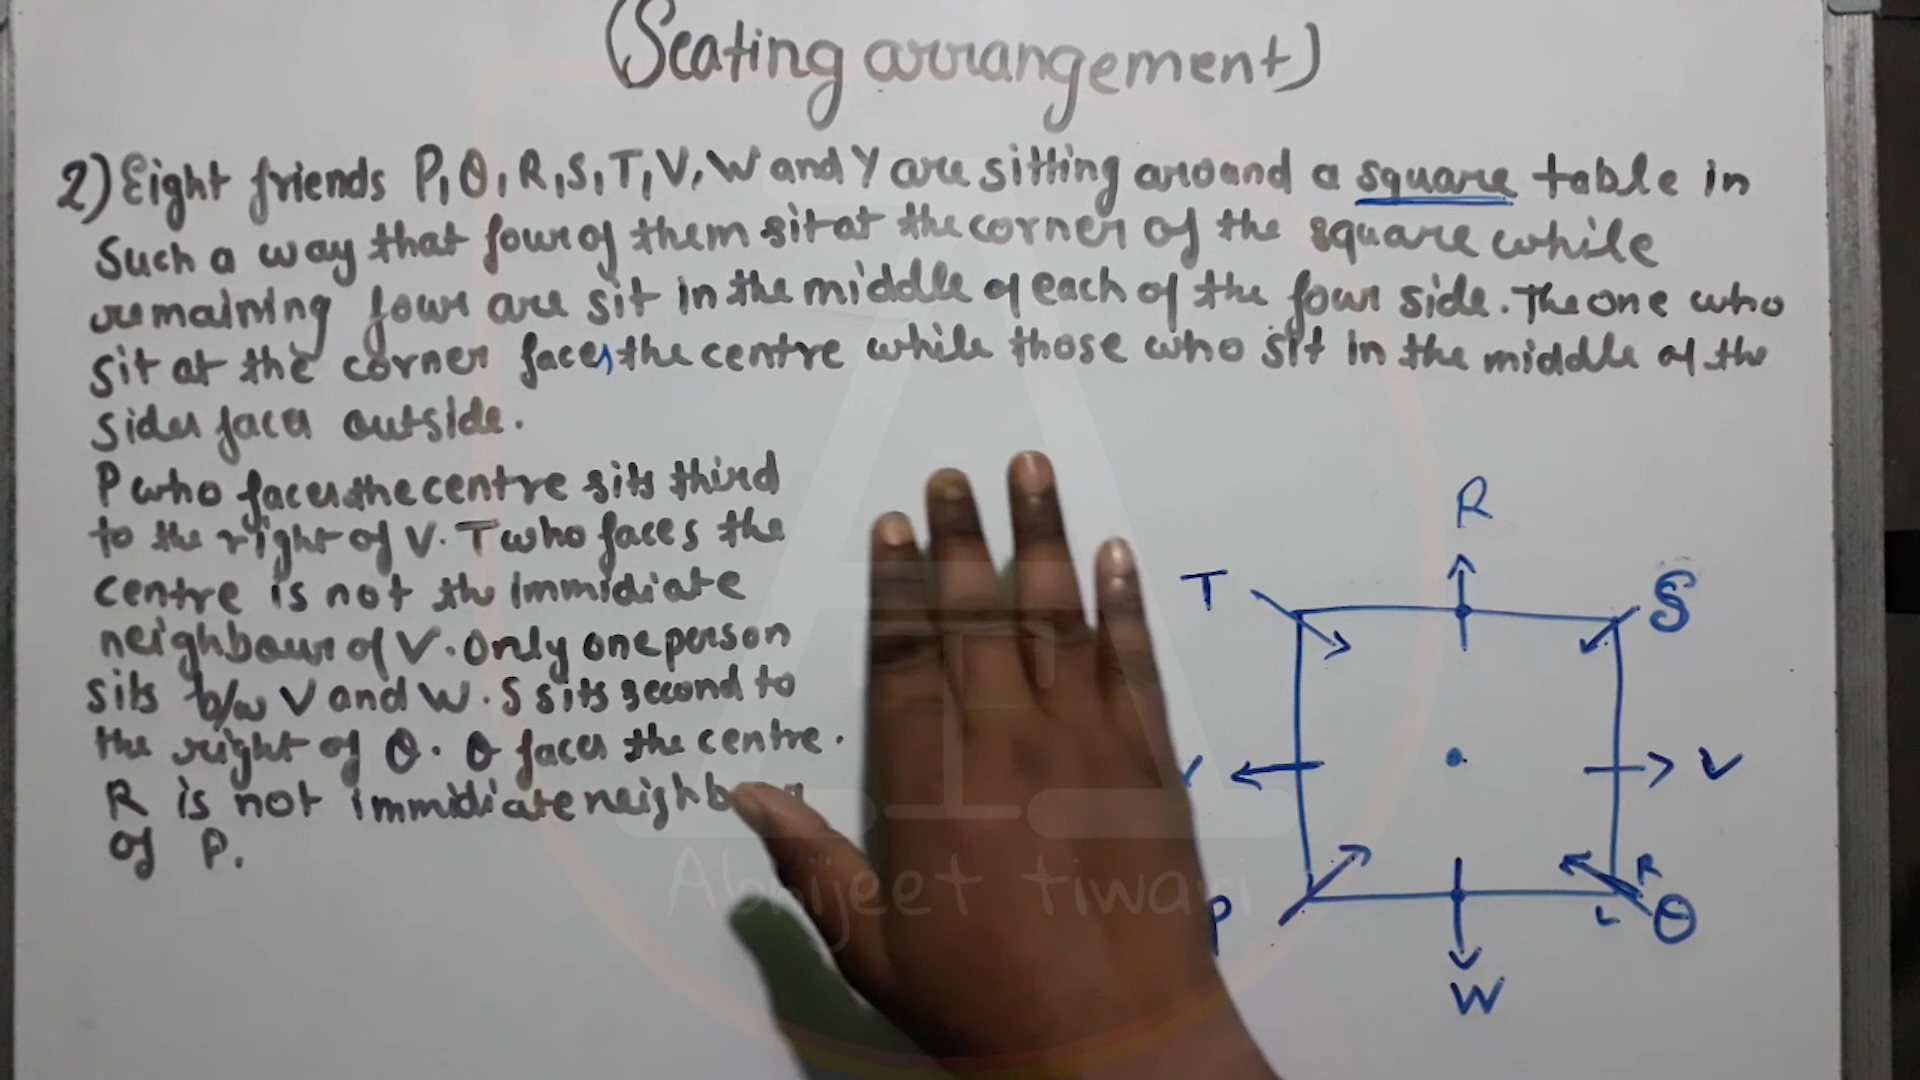 (Seating arrangement)
2) Eight friends P, Q, R, S, T, V, W and Y are sitting around a square table in
Such a way that four of them sit at the corner of the square while
remaining four are sit in the middle of each of the four side. The one who
sit at the corner faces the centre while those who sit in the middle of the
sides faces outside.
P who faces the centre sits third
to the right of V. T who faces the
centre is not the immidiate
neighbour of V. Only one person
sits b/w V and W. S sits second to
the right of Q. Q faces the centre.
R is not immidiate
of P.
R
T
S
V
R
L
Q
P
W
Abhijeet tiwari